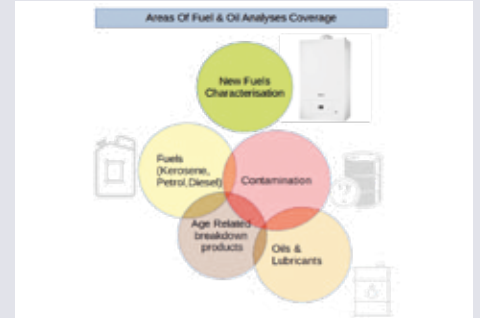 Areas Of Fuel & Oil Analyses Coverage
New Fuels
Characterisation
Fuels
(Kerosene,
Petrol,Diesel)
Contamination
Age Related
breakdown
products
Oils &
Lubricants